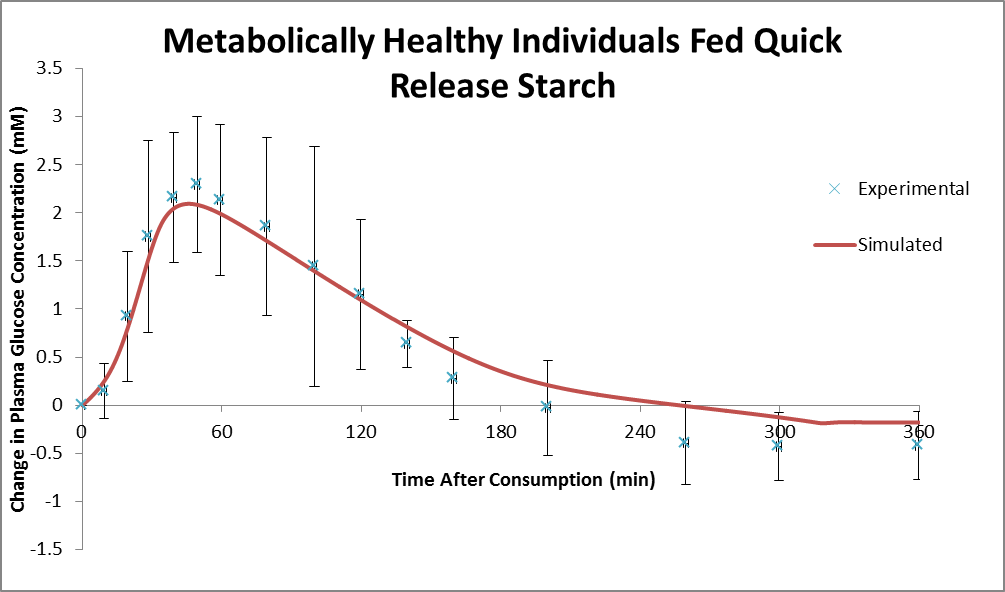 Metabolically Healthy Individuals Fed Quick
Release Starch
Change in Plasma Glucose Concentration (mM)
3.5
3
2.5
2
1.5
1
0.5
0
-0.5
-1
-1.5
0 60 120 180 240 300 360
Time After Consumption (min)
Experimental
Simulated